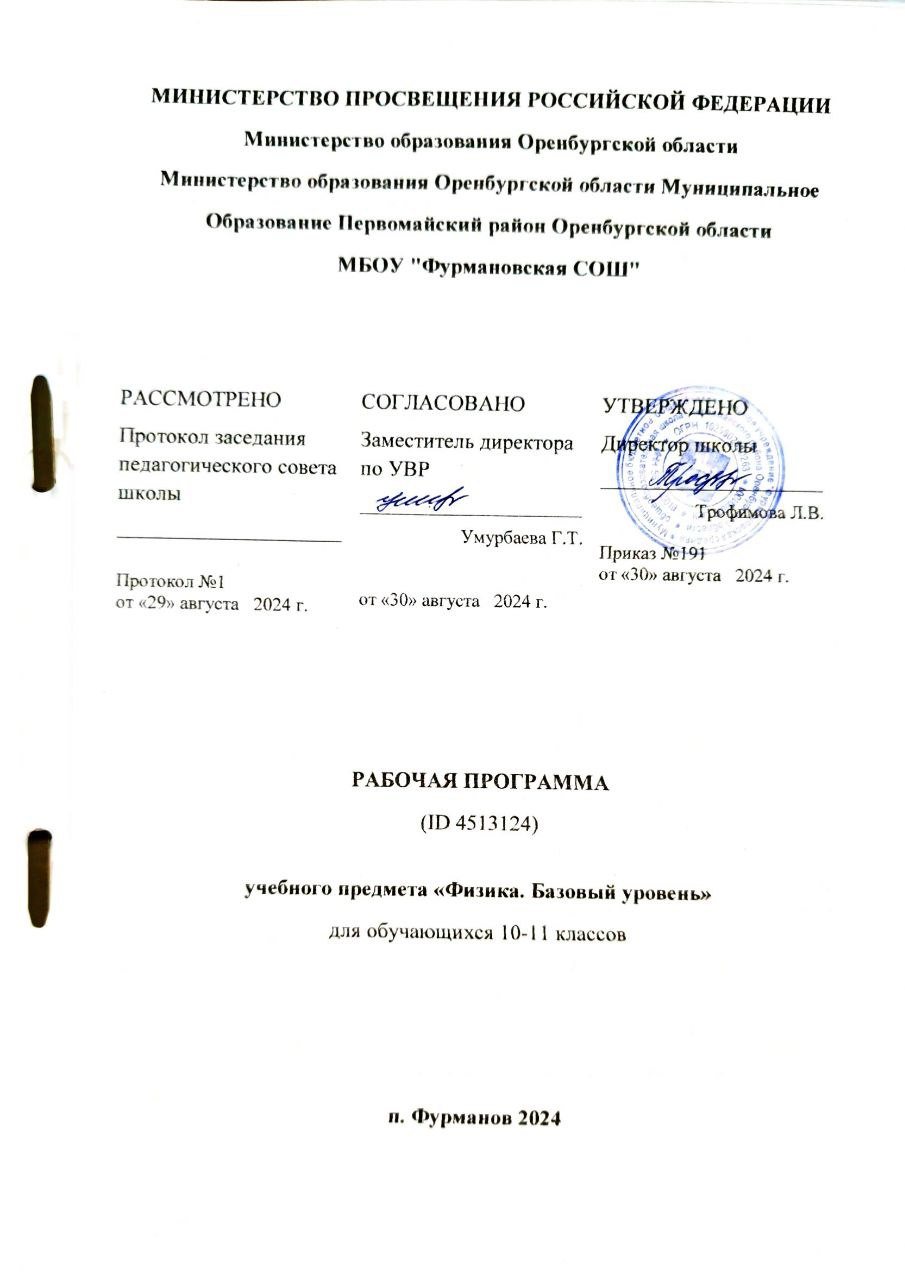 МИНИСТЕРСТВО ПРОСВЕЩЕНИЯ РОССИЙСКОЙ ФЕДЕРАЦИИ
Министерство образования Оренбургской области
Министерство образования Оренбургской области Муниципальное
Образование Первомайский район Оренбургской области
МБОУ "Фурмановская СОШ"
РАССМОТРЕНО
Протокол заседания
педагогического совета
школы
Протокол №1
от «29» августа 2024 г.
СОГЛАСОВАНО
Заместитель директора
по УВР
Умурбаева Г.Т.
от «30» августа 2024 г.
УТВЕРЖДЕНО
Директор школы
Трофимова Л.В.
Приказ №191
от «30» августа 2024 г.
РАБОЧАЯ ПРОГРАММА
(ID 4513124)
учебного предмета «Физика. Базовый уровень»
для обучающихся 10-11 классов
п. Фурманов 2024